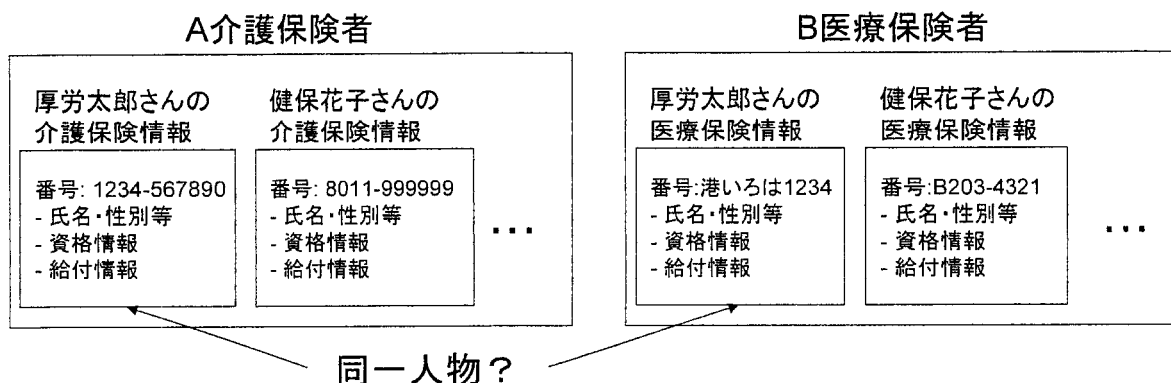 A介護保険者
厚労太郎さんの
介護保険情報
番号: 1234-567890
- 氏名・性別等
- 資格情報
- 給付情報
健保花子さんの
介護保険情報
番号: 8011-999999
- 氏名・性別等
- 資格情報
- 給付情報
...
B医療保険者
厚労太郎さんの
医療保険情報
番号:港いろは1234
- 氏名・性別等
- 資格情報
- 給付情報
健保花子さんの
医療保険情報
番号:B203-4321
- 氏名・性別等
- 資格情報
- 給付情報
...
同一人物？